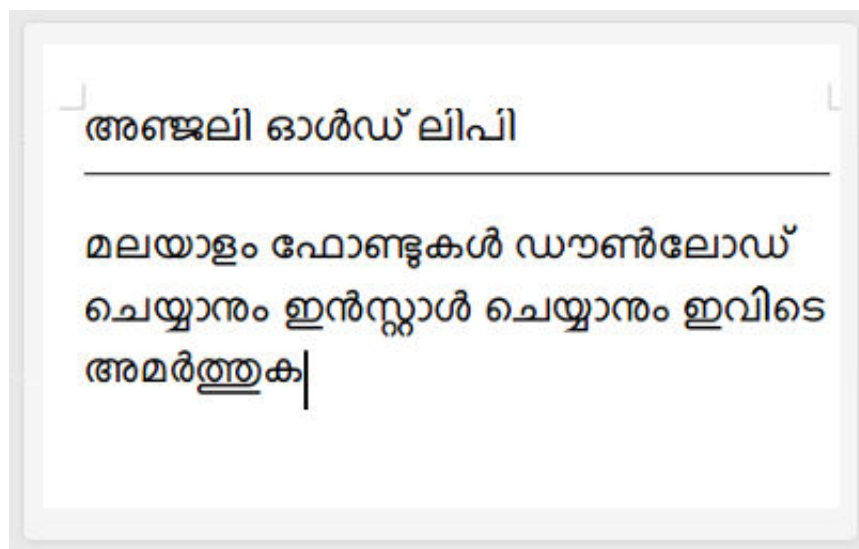 അഞ്ജലി ഓൾഡ് ലിപി
മലയാളം ഫോണ്ടുകൾ ഡൗൺലോഡ്
ചെയ്യാനും ഇൻസ്റ്റാൾ ചെയ്യാനും ഇവിടെ
അമർത്തുക